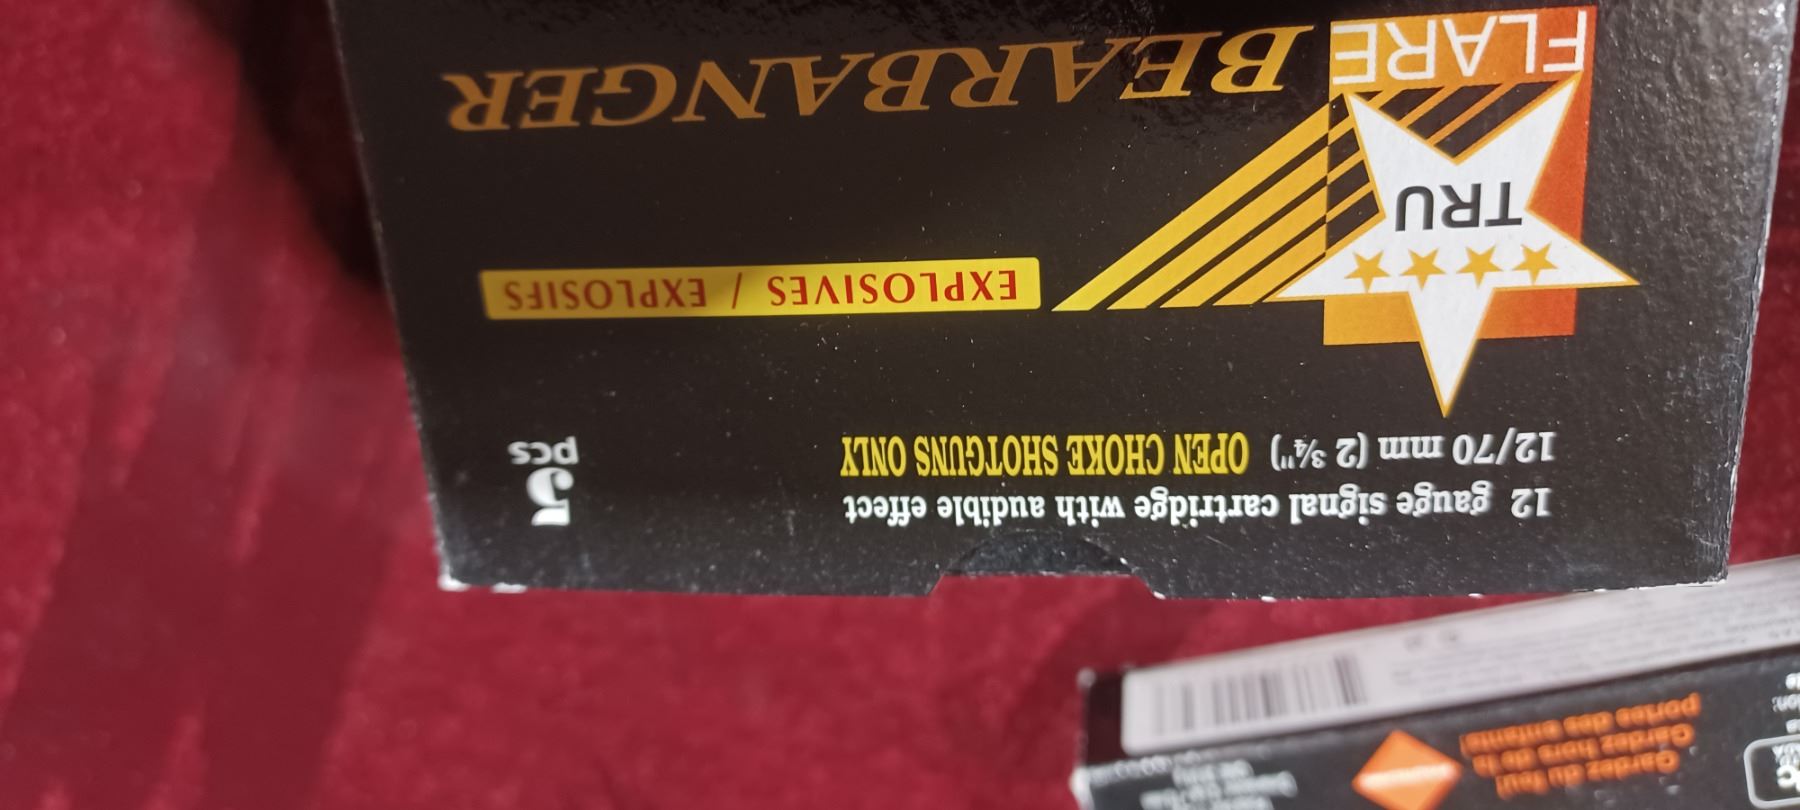 12 gauge signal cartridge with audible effect
12/70 mm (2 ¾") OPEN CHOKE SHOTGUNS ONLY
5
pcs
TRU
FLARE
EXPLOSIVES / EXPLOSIFS
BEARBANGER
Gardez du feu!
Gardez hors de la
portée des enfants!